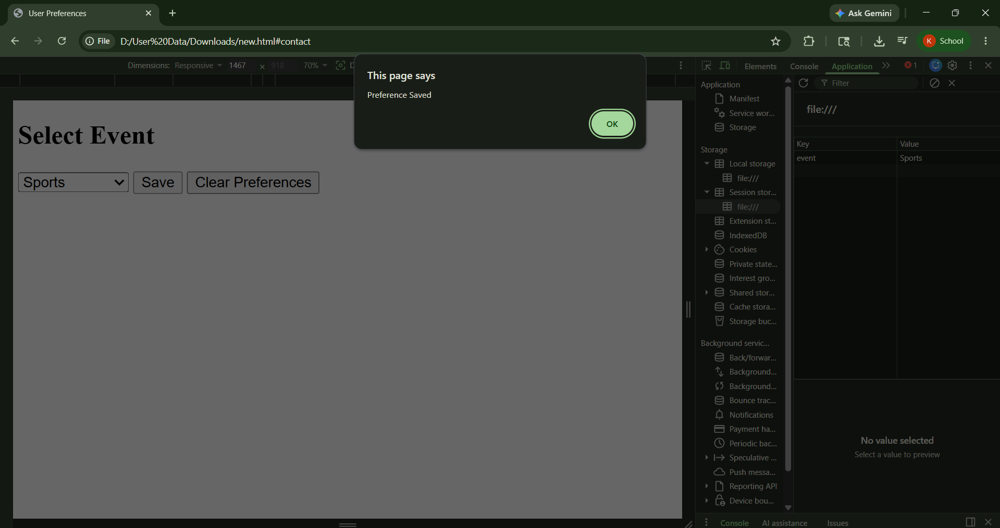 User Preferences
Ask Gemini
File
D:/User%20Data/Downloads/new.html#contact
K
School
Dimensions: Responsive
1467
×
918
70%
D
This page says
Preference Saved
OK
Select Event
Sports
Save
Clear Preferences
Elements
Console
Application
1
Application
Manifest
Service wor...
Storage
Storage
Local storage
file:///
Session stor...
file:///
Extension st...
IndexedDB
Cookies
Private state...
Interest gro...
Shared stor...
Cache stora...
Storage buc...
Background servic...
Back/forwar...
Background...
Background...
Bounce trac...
Notifications
Payment ha...
Periodic bac...
Speculative ...
Push messa...
Reporting API
Device bou...
Filter
file:///
Key
Value
event
Sports
No value selected
Select a value to preview
Console
AI assistance
Issues